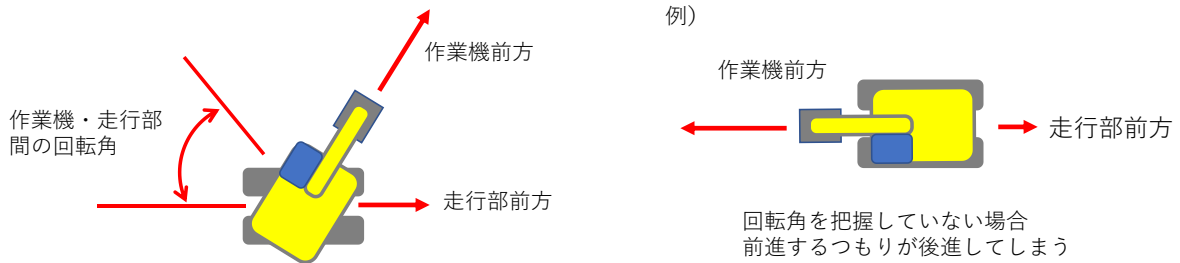 作業機前方
作業機・走行部
間の回転角
走行部前方
例）
作業機前方
走行部前方
回転角を把握していない場合
前進するつもりが後進してしまう